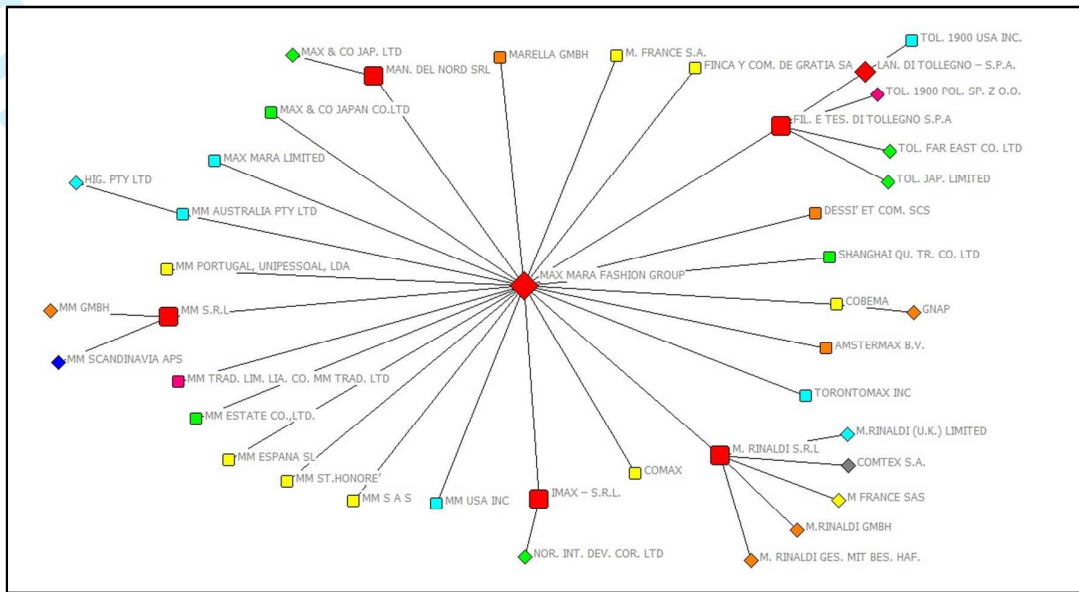 MAX & CO JAP. LTD
MAN. DEL NORD SRL
MARELLA GMBH
M. FRANCE S.A.
FINCA Y COM. DE GRATIA SA
TOL. 1900 USA INC.
LAN. DI TOLLEGNO – S.P.A.
TOL. 1900 POL. SP. Z O.O.
FIL. E TES. DI TOLLEGNO S.P.A
TOL. FAR EAST CO. LTD
TOL. JAP. LIMITED
MAX & CO JAPAN CO.LTD
MAX MARA LIMITED
HIG. PTY LTD
MM AUSTRALIA PTY LTD
DESSI' ET COM. SCS
SHANGHAI QU. TR. CO. LTD
MM PORTUGAL, UNIPESSOAL, LDA
MAX MARA FASHION GROUP
COBEMA
GNAP
MM GMBH
MM S.R.L
AMSTERMAX B.V.
MM SCANDINAVIA APS
MM TRAD. LIM. LIA. CO. MM TRAD. LTD
TORONTOMAX INC
MM ESTATE CO.,LTD.
M.RINALDI (U.K.) LIMITED
M. RINALDI S.R.L
MM ESPANA SL
COMTEX S.A.
MM ST.HONORE'
COMAX
MM S A S
MM USA INC
IMAX – S.R.L.
M FRANCE SAS
M.RINALDI GMBH
NOR. INT. DEV. COR. LTD
M. RINALDI GES. MIT BES. HAF.